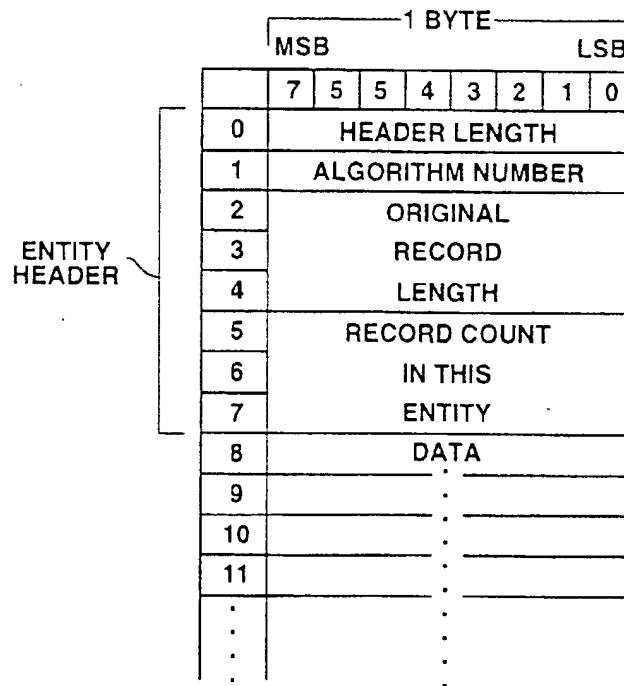 1 BYTE
MSB LSB
7 5 5 4 3 2 1 0
0 HEADER LENGTH
1 ALGORITHM NUMBER
2 ORIGINAL
3 RECORD
4 LENGTH
5 RECORD COUNT
6 IN THIS
7 ENTITY
8 DATA
9
10
11
ENTITY
HEADER